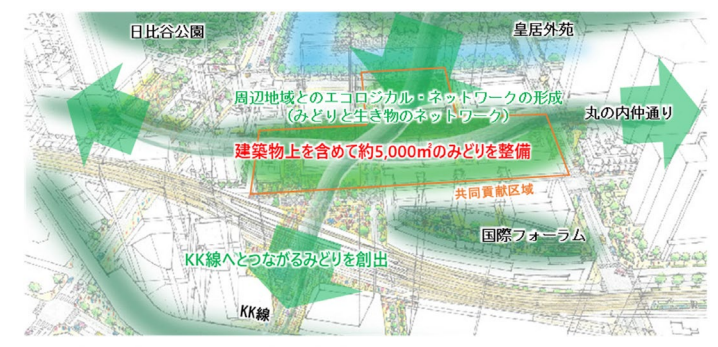 日比谷公園
皇居外苑
周辺地域とのエコロジカル・ネットワークの形成
(みどりと生き物のネットワーク)
丸の内仲通り
建築物上を含めて約5,000㎡のみどりを整備
共同貢献区域
国際フォーラム
KK線へとつながるみどりを創出
KK線